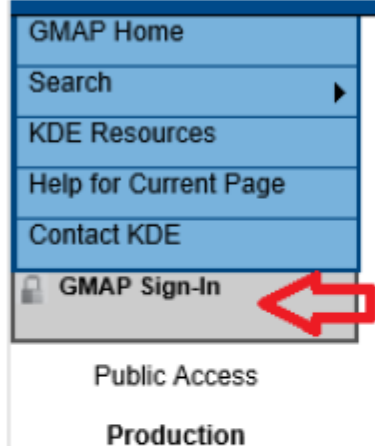 GMAP Home
Search
KDE Resources
Help for Current Page
Contact KDE
GMAP Sign-In
Public Access
Production